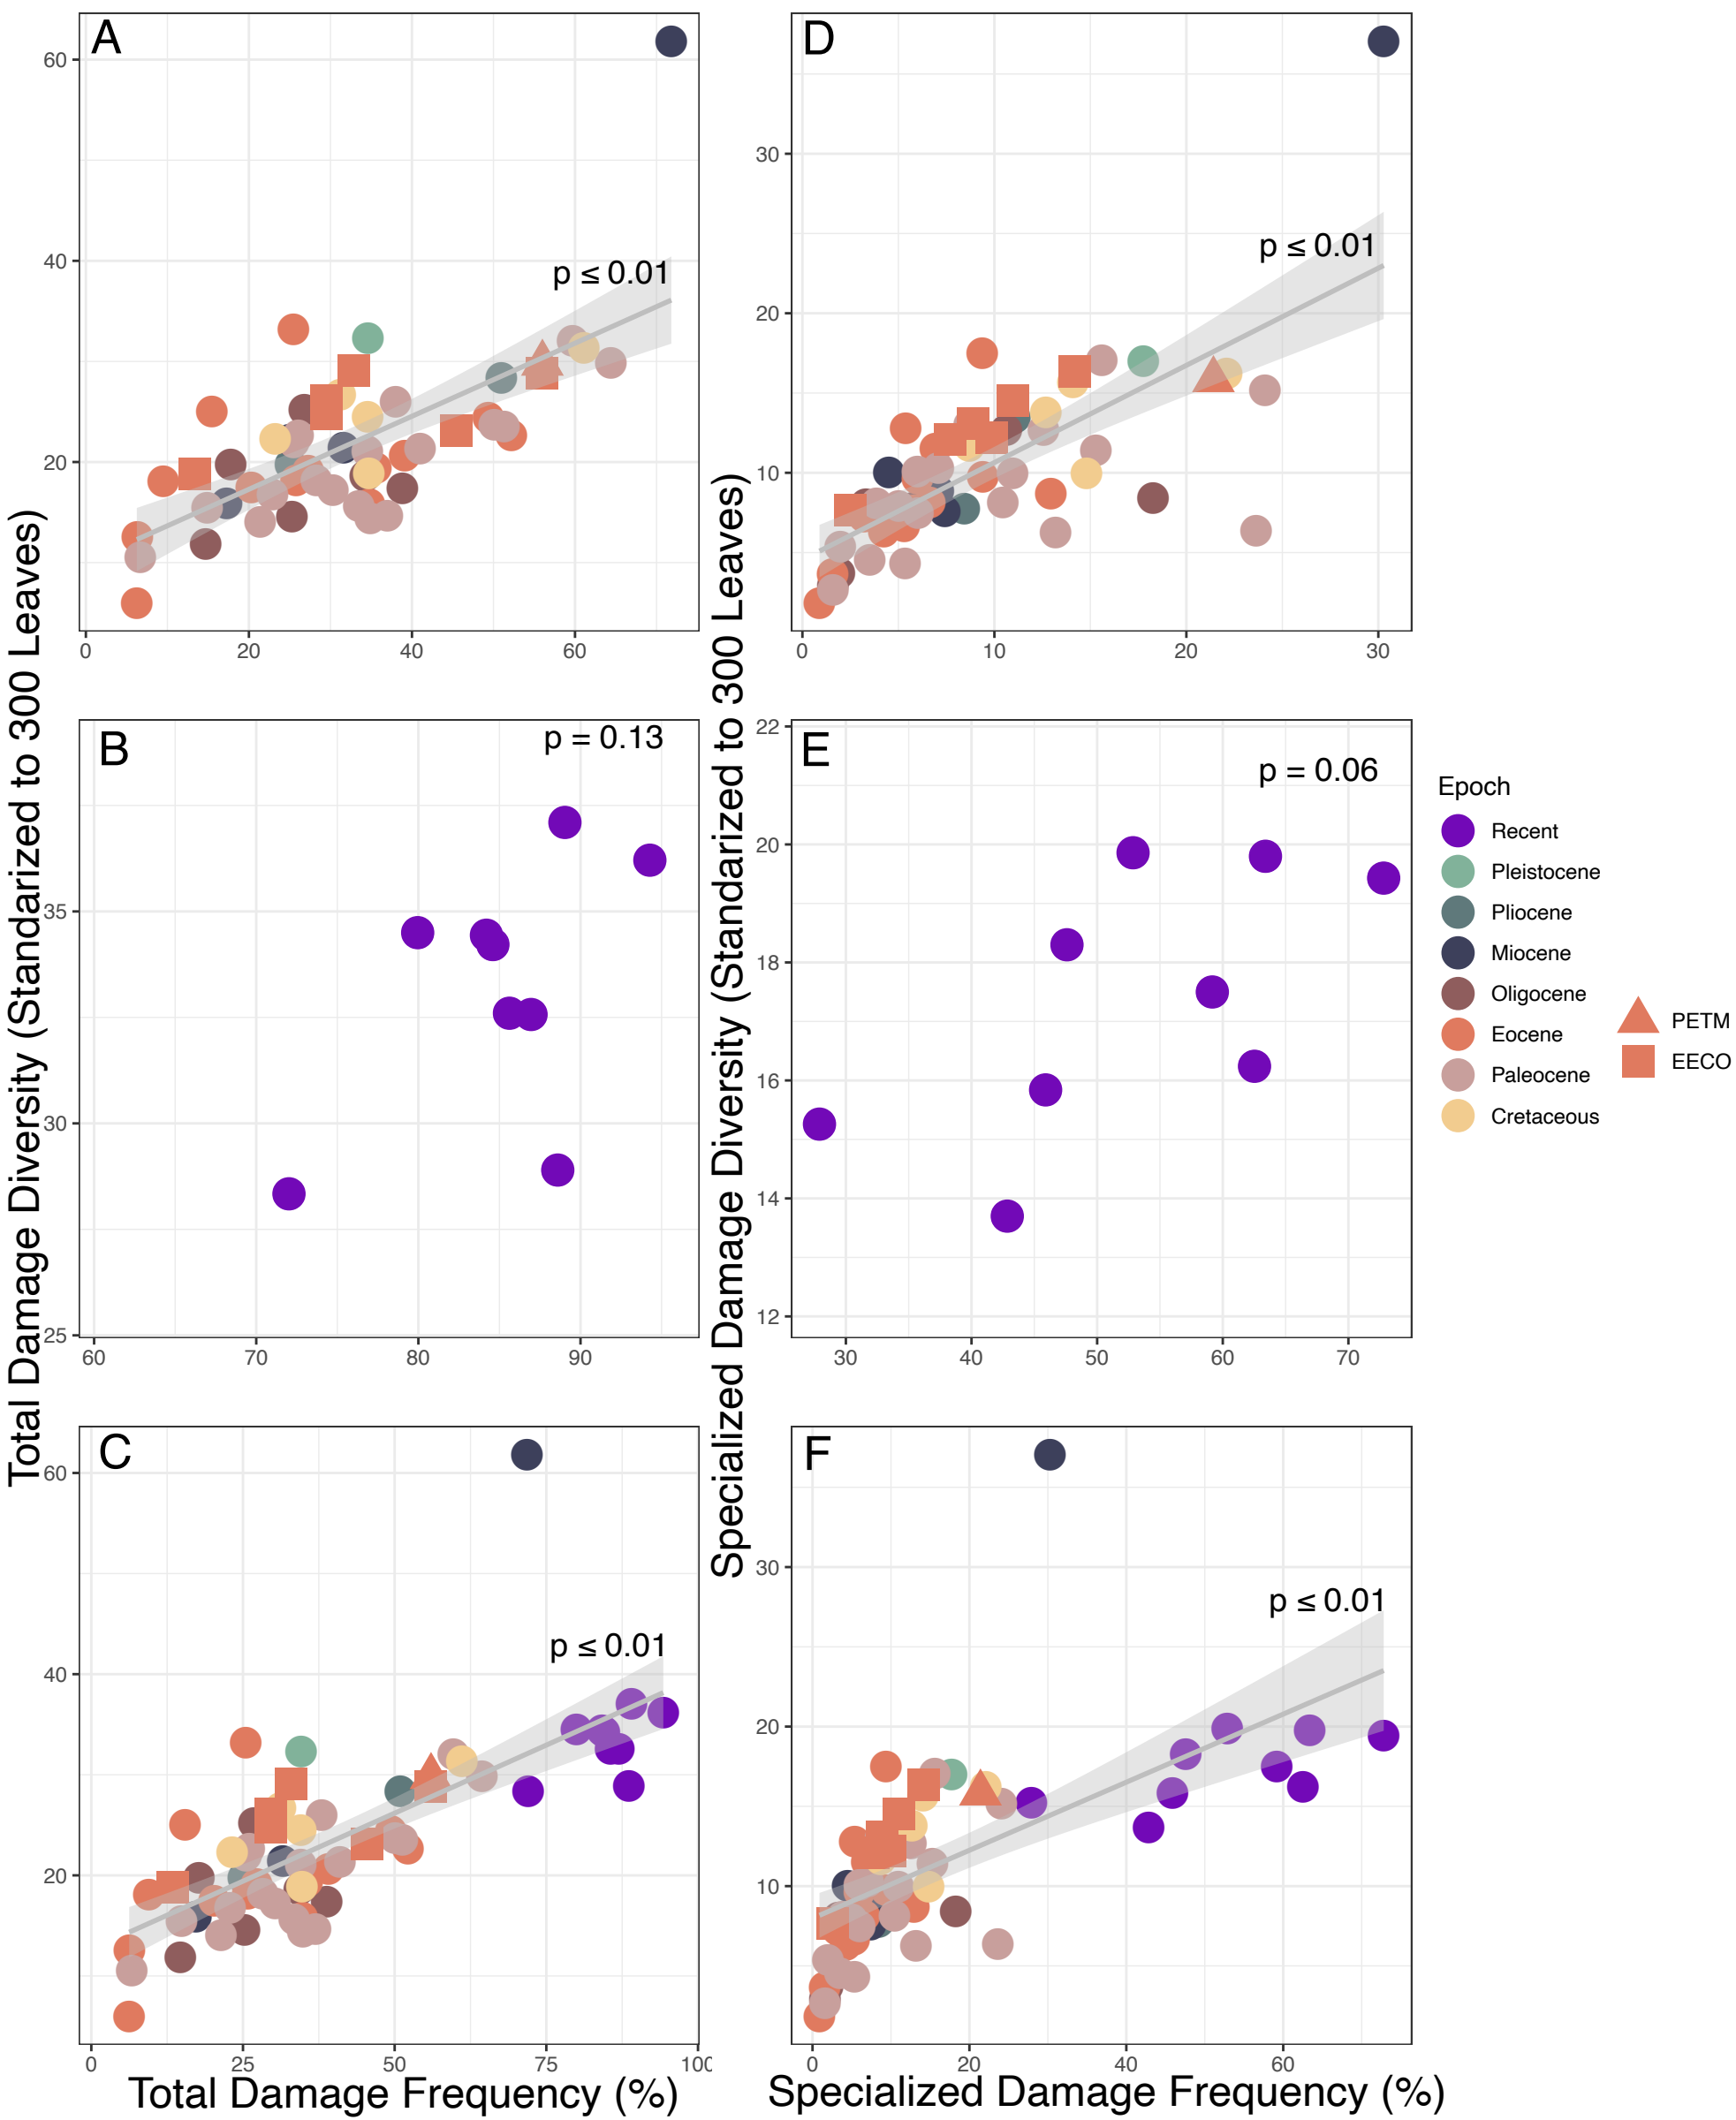 A
60
40
20
p ≤ 0.01
0 20 40 60
D
30
20
10
p ≤ 0.01
0 10 20 30
B
p = 0.13
35
30
25
60 70 80 90
E
p = 0.06
22
20
18
16
14
12
30 40 50 60 70
C
60
40
20
p ≤ 0.01
0 25 50 75 100
F
30
20
10
p ≤ 0.01
0 20 40 60
Total Damage Diversity (Standarized to 300 Leaves)
Specialized Damage Diversity (Standarized to 300 Leaves)
Total Damage Frequency (%)
Specialized Damage Frequency (%)
Epoch
Recent
Pleistocene
Pliocene
Miocene
Oligocene
Eocene
Paleocene
Cretaceous
PETM
EECO